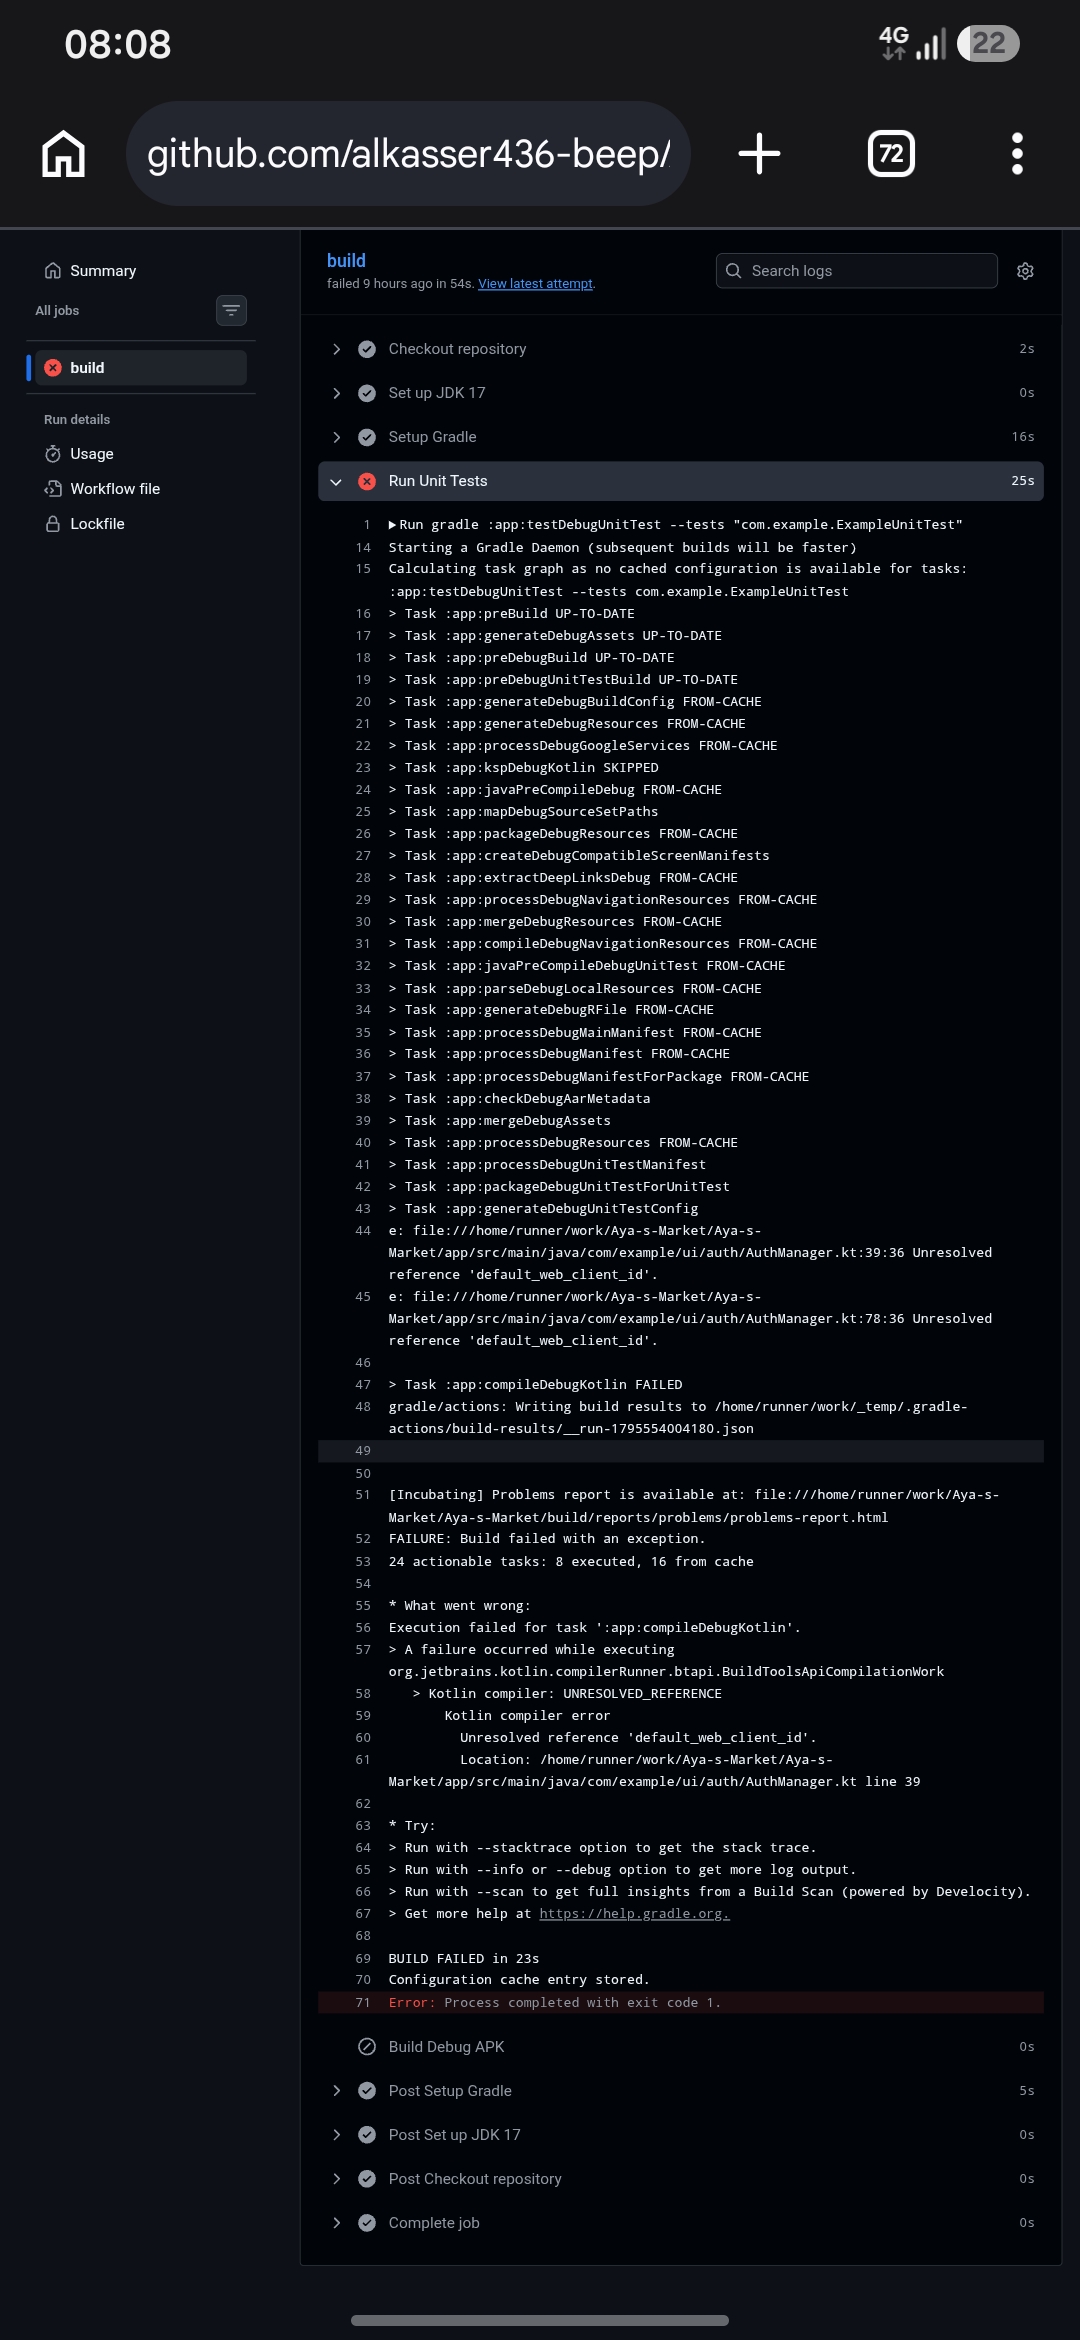 08:08
4G
22
github.com/alkasser436-beep/
72
Summary
All jobs
build
Run details
Usage
Workflow file
Lockfile
build
failed 9 hours ago in 54s. View latest attempt.
Search logs
Checkout repository 2s
Set up JDK 17 0s
Setup Gradle 16s
Run Unit Tests 25s
1 Run gradle :app:testDebugUnitTest --tests "com.example.ExampleUnitTest"
14 Starting a Gradle Daemon (subsequent builds will be faster)
15 Calculating task graph as no cached configuration is available for tasks:
:app:testDebugUnitTest --tests com.example.ExampleUnitTest
16 > Task :app:preBuild UP-TO-DATE
17 > Task :app:generateDebugAssets UP-TO-DATE
18 > Task :app:preDebugBuild UP-TO-DATE
19 > Task :app:preDebugUnitTestBuild UP-TO-DATE
20 > Task :app:generateDebugBuildConfig FROM-CACHE
21 > Task :app:generateDebugResources FROM-CACHE
22 > Task :app:processDebugGoogleServices FROM-CACHE
23 > Task :app:kspDebugKotlin SKIPPED
24 > Task :app:javaPreCompileDebug FROM-CACHE
25 > Task :app:mapDebugSourceSetPaths
26 > Task :app:packageDebugResources FROM-CACHE
27 > Task :app:createDebugCompatibleScreenManifests
28 > Task :app:extractDeepLinksDebug FROM-CACHE
29 > Task :app:processDebugNavigationResources FROM-CACHE
30 > Task :app:mergeDebugResources FROM-CACHE
31 > Task :app:compileDebugNavigationResources FROM-CACHE
32 > Task :app:javaPreCompileDebugUnitTest FROM-CACHE
33 > Task :app:parseDebugLocalResources FROM-CACHE
34 > Task :app:generateDebugRFile FROM-CACHE
35 > Task :app:processDebugMainManifest FROM-CACHE
36 > Task :app:processDebugManifest FROM-CACHE
37 > Task :app:processDebugManifestForPackage FROM-CACHE
38 > Task :app:checkDebugAarMetadata
39 > Task :app:mergeDebugAssets
40 > Task :app:processDebugResources FROM-CACHE
41 > Task :app:processDebugUnitTestManifest
42 > Task :app:packageDebugUnitTestForUnitTest
43 > Task :app:generateDebugUnitTestConfig
44 e: file:///home/runner/work/Aya-s-Market/Aya-s-
Market/app/src/main/java/com/example/ui/auth/AuthManager.kt:39:36 Unresolved
reference 'default_web_client_id'.
45 e: file:///home/runner/work/Aya-s-Market/Aya-s-
Market/app/src/main/java/com/example/ui/auth/AuthManager.kt:78:36 Unresolved
reference 'default_web_client_id'.
46
47 > Task :app:compileDebugKotlin FAILED
48 gradle/actions: Writing build results to /home/runner/work/_temp/.gradle-
actions/build-results/__run-1795554004180.json
49
50
51 [Incubating] Problems report is available at: file:///home/runner/work/Aya-s-
Market/Aya-s-Market/build/reports/problems/problems-report.html
52 FAILURE: Build failed with an exception.
53 24 actionable tasks: 8 executed, 16 from cache
54
55 * What went wrong:
56 Execution failed for task ':app:compileDebugKotlin'.
57 > A failure occurred while executing
org.jetbrains.kotlin.compilerRunner.btapi.BuildToolsApiCompilationWork
58 > Kotlin compiler: UNRESOLVED_REFERENCE
59 Kotlin compiler error
60 Unresolved reference 'default_web_client_id'.
61 Location: /home/runner/work/Aya-s-Market/Aya-s-
Market/app/src/main/java/com/example/ui/auth/AuthManager.kt line 39
62
63 * Try:
64 > Run with --stacktrace option to get the stack trace.
65 > Run with --info or --debug option to get more log output.
66 > Run with --scan to get full insights from a Build Scan (powered by Develocity).
67 > Get more help at https://help.gradle.org.
68
69 BUILD FAILED in 23s
70 Configuration cache entry stored.
71 Error: Process completed with exit code 1.
Build Debug APK 0s
Post Setup Gradle 5s
Post Set up JDK 17 0s
Post Checkout repository 0s
Complete job 0s